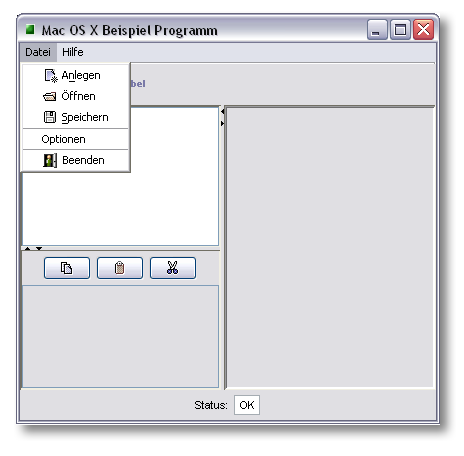 Mac OS X Beispiel Programm
Datei Hilfe
Anlegen
bel
Öffnen
Speichern
Optionen
Beenden
Status: OK